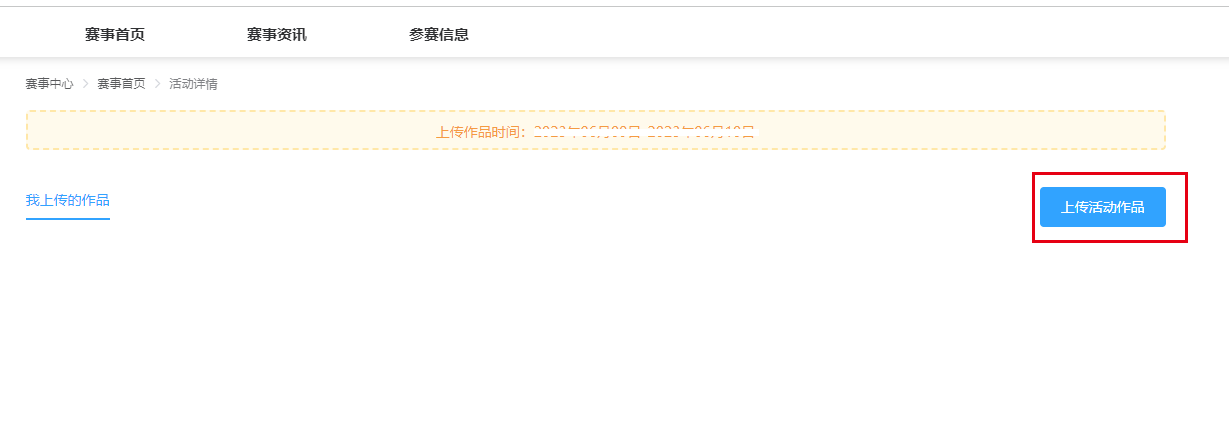 赛事首页 赛事资讯 参赛信息
赛事中心 > 赛事首页 > 活动详情
上传作品时间：
我上传的作品
上传活动作品